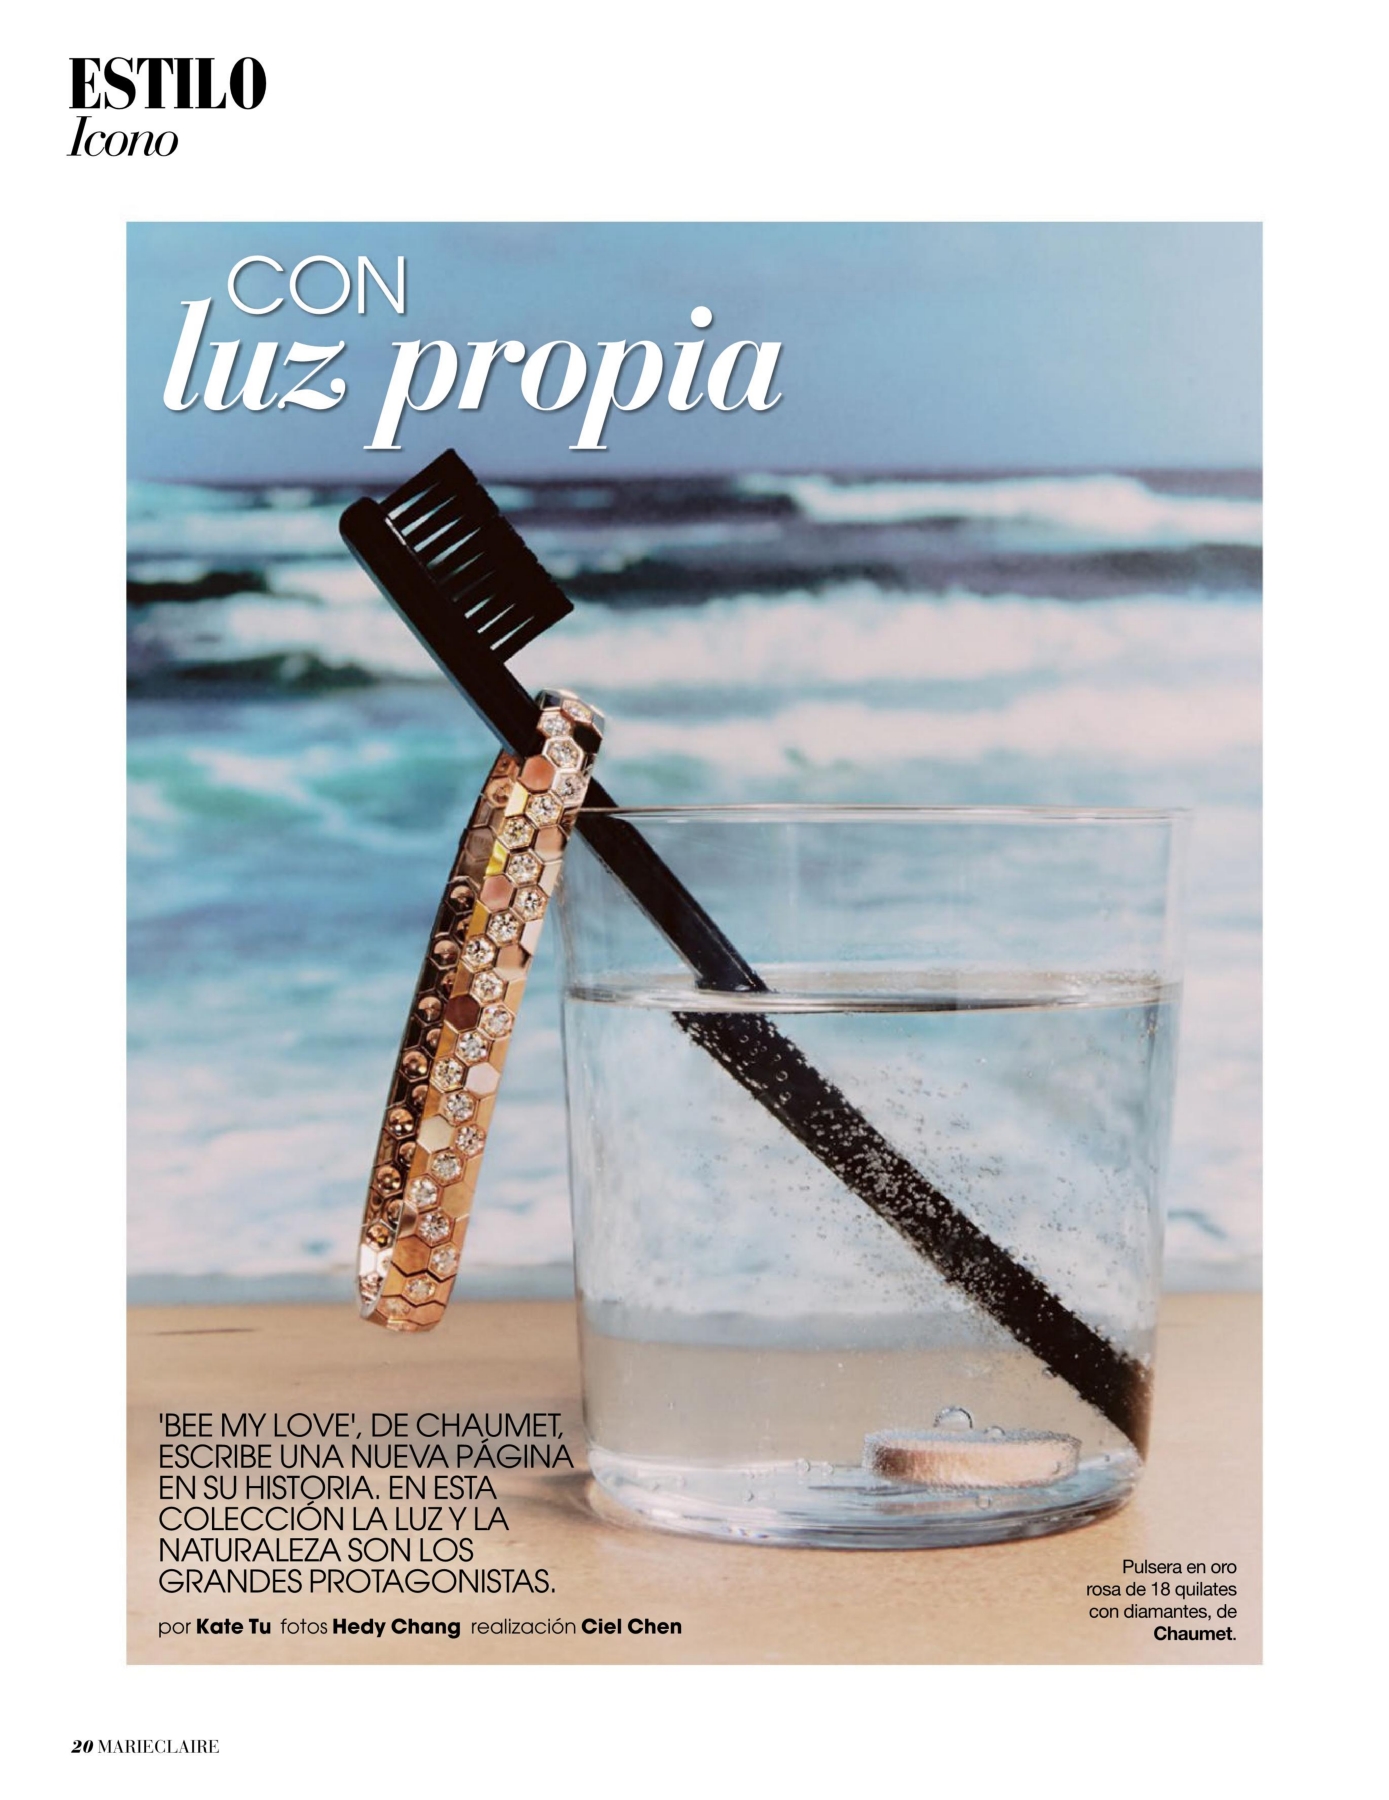 ESTILO
Icono
CON
luz propia
'BEE MY LOVE', DE CHAUMET,
ESCRIBE UNA NUEVA PÁGINA
EN SU HISTORIA. EN ESTA
COLECCIÓN LA LUZ Y LA
NATURALEZA SON LOS
GRANDES PROTAGONISTAS.
por Kate Tu fotos Hedy Chang realización Ciel Chen
Pulsera en oro
rosa de 18 quilates
con diamantes, de
Chaumet.
20 MARIECLAIRE